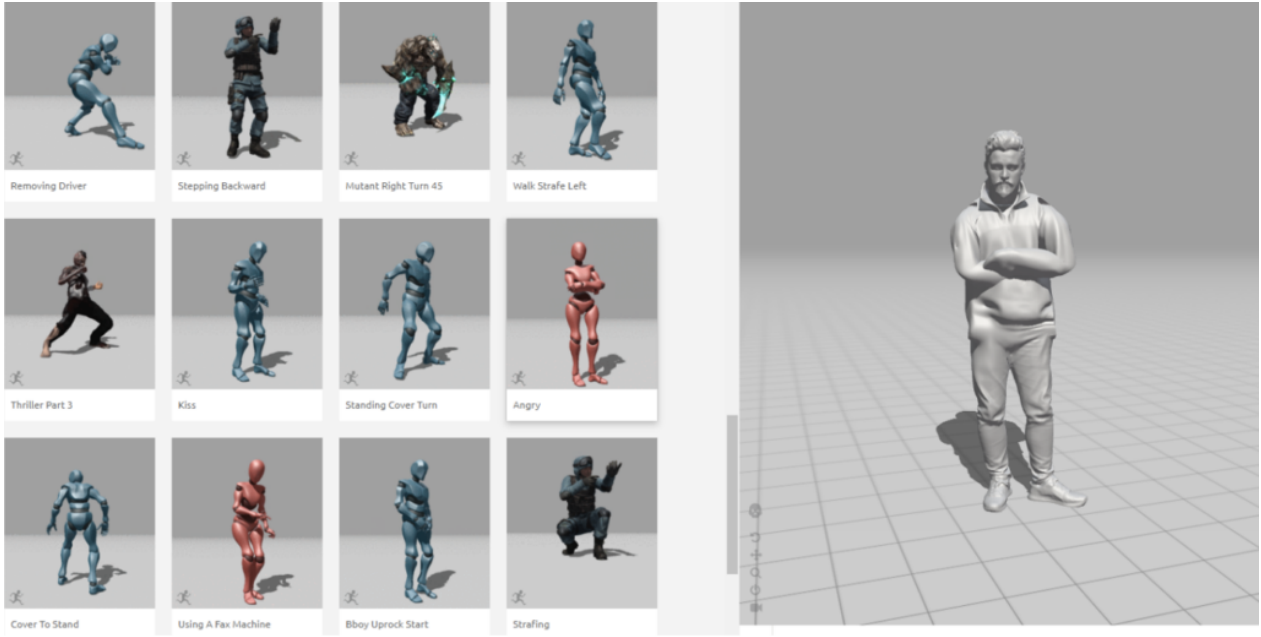 Removing Driver
Stepping Backward
Mutant Right Turn 45
Walk Strafe Left
Thriller Part 3
Kiss
Standing Cover Turn
Angry
Cover To Stand
Using A Fax Machine
Bboy Uprock Start
Strafing